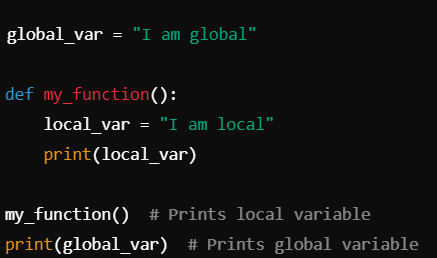 global_var = "I am global"
def my_function():
    local_var = "I am local"
    print(local_var)
my_function()  # Prints local variable
print(global_var)  # Prints global variable